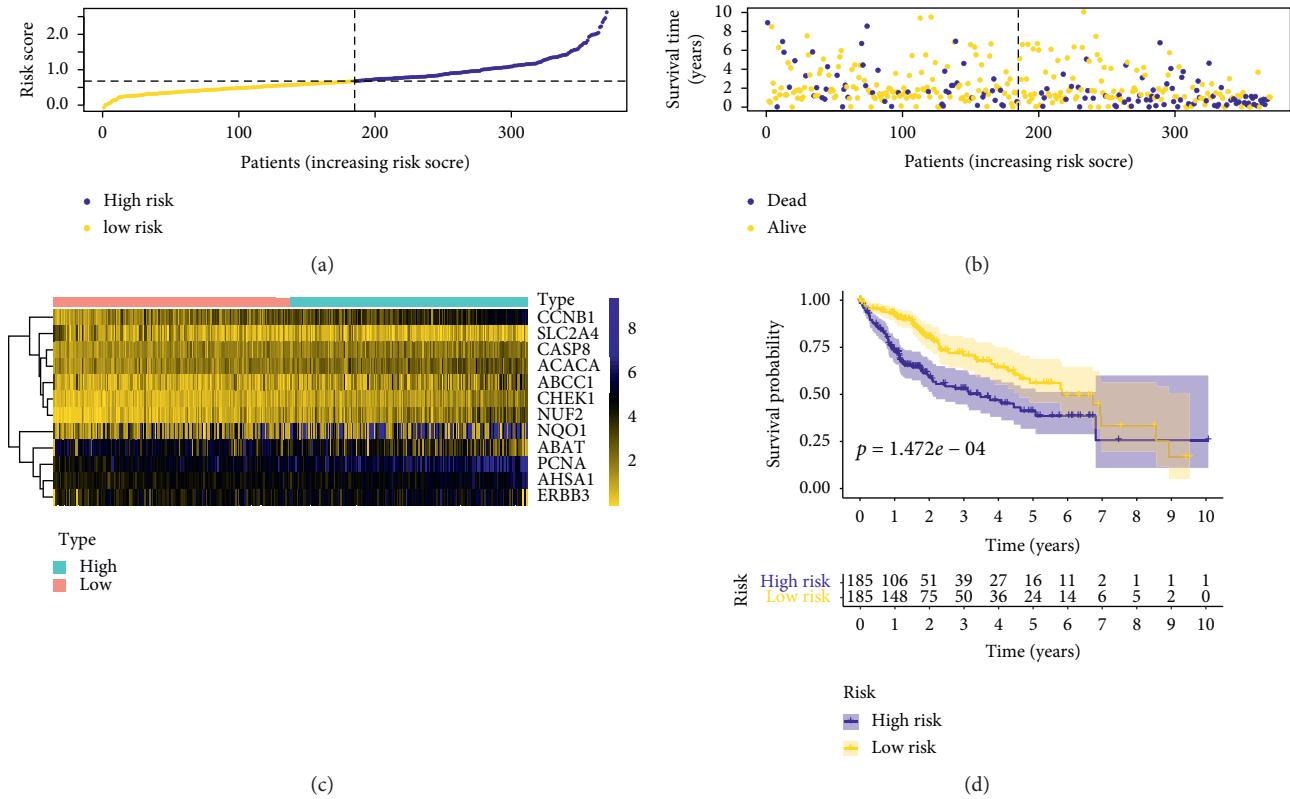 2.0
1.0
0.0
Risk score
0 100 200 300
Patients (increasing risk socre)
High risk
low risk
(a)
10
8
6
4
2
0
Survival time
(years)
0 100 200 300
Patients (increasing risk socre)
Dead
Alive
(b)
Type
CCNB1
SLC2A4
CASP8
ACACA
ABCC1
CHEK1
NUF2
NQO1
ABAT
PCNA
AHSA1
ERBB3
8
6
4
2
Type
High
Low
(c)
1.00
0.75
0.50
0.25
0.00
Survival probability
p = 1.472e − 04
0 1 2 3 4 5 6 7 8 9 10
Time (years)
Risk
High risk 185 106 51 39 27 16 11 2 1 1 1
Low risk 185 148 75 50 36 24 14 6 5 2 0
0 1 2 3 4 5 6 7 8 9 10
Time (years)
Risk
High risk
Low risk
(d)